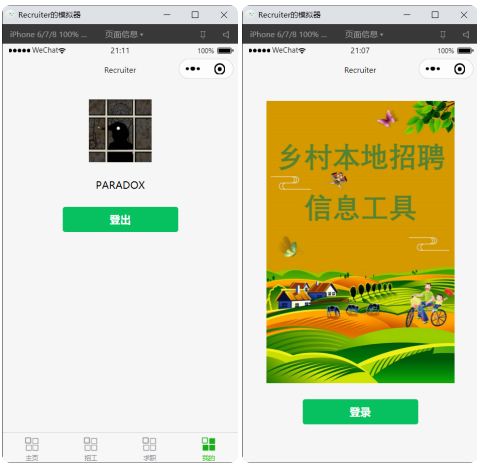 Recruiter的模拟器
iPhone 6/7/8 100% ...
页面信息
WeChat
21:11
100%
Recruiter
PARADOX
登出
主页
招工
求职
我的
Recruiter的模拟器
iPhone 6/7/8 100% ...
页面信息
WeChat
21:07
100%
Recruiter
乡村本地招聘
信息工具
登录